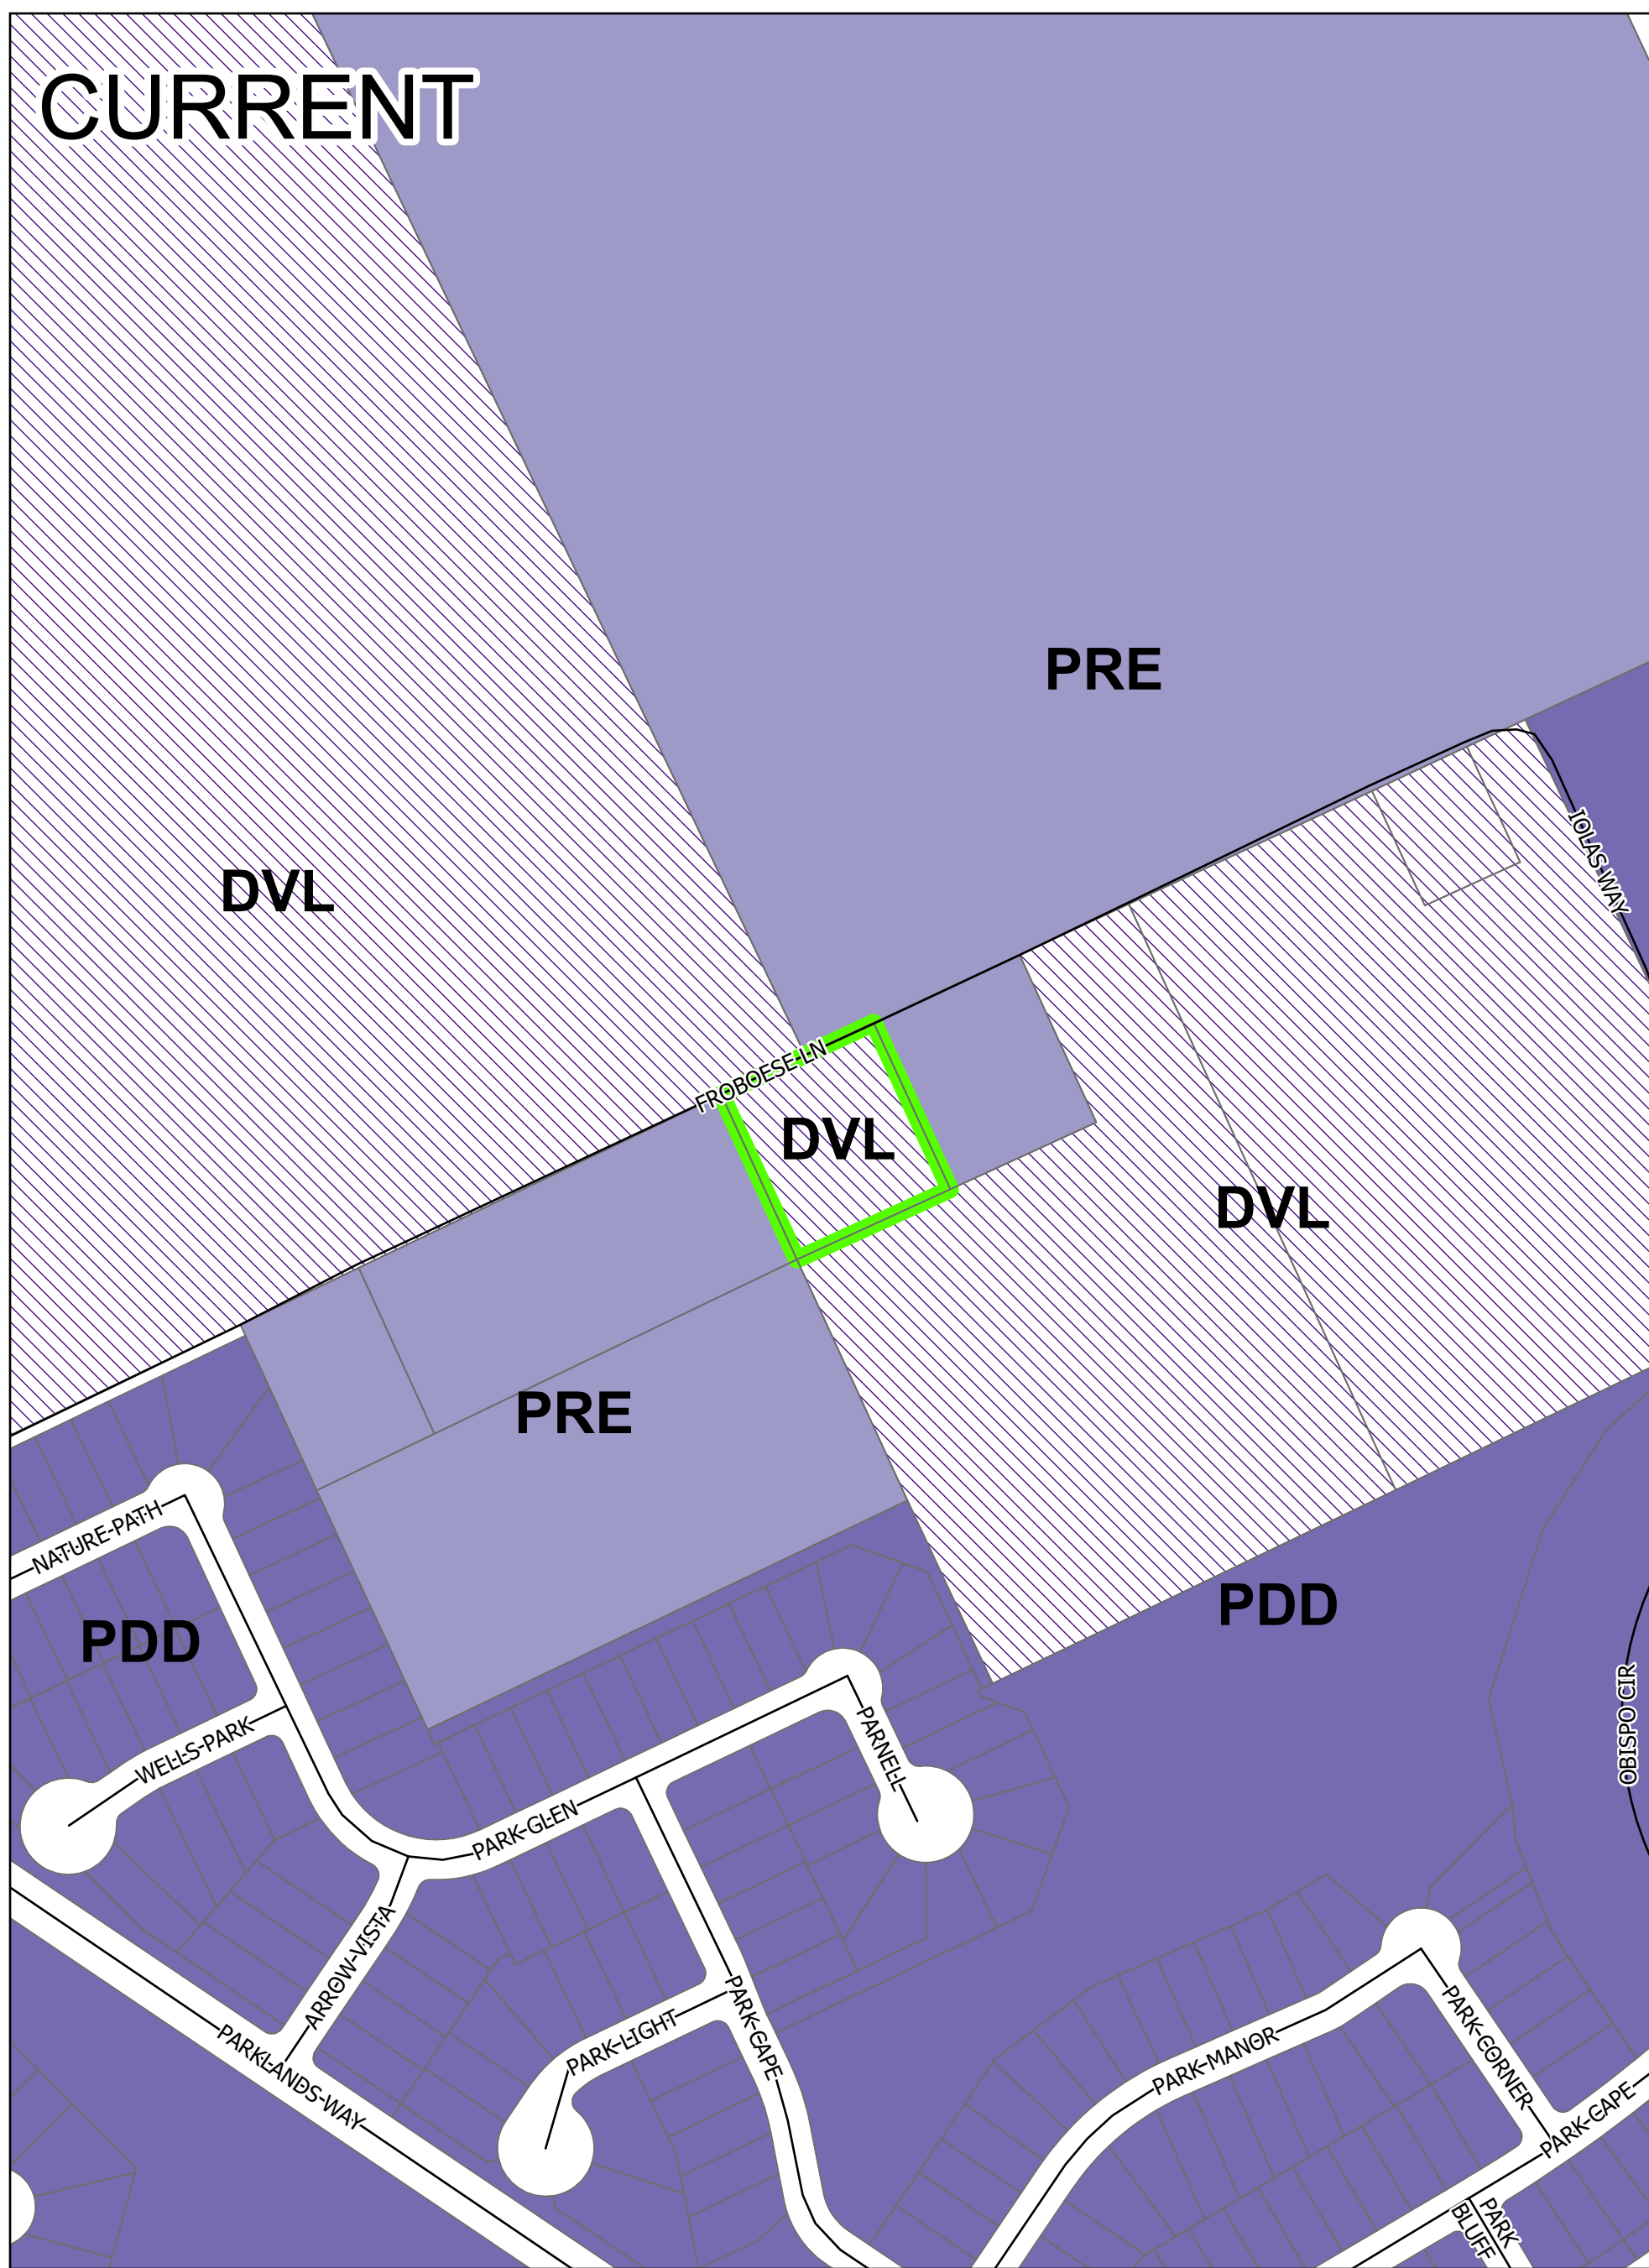 CURRENT
PRE
IOLAS WAY
DVL
FROBOESE LN
DVL
DVL
PRE
NATURE PATH
PDD
PDD
OBISPO CIR
WELLS PARK
PARNELL
PARK GLEN
ARROW VISTA
PARK CAPE
PARK LIGHT
PARKLANDS WAY
PARK MANOR
PARK CORNER
PARK CAPE
PARK
BLUFF